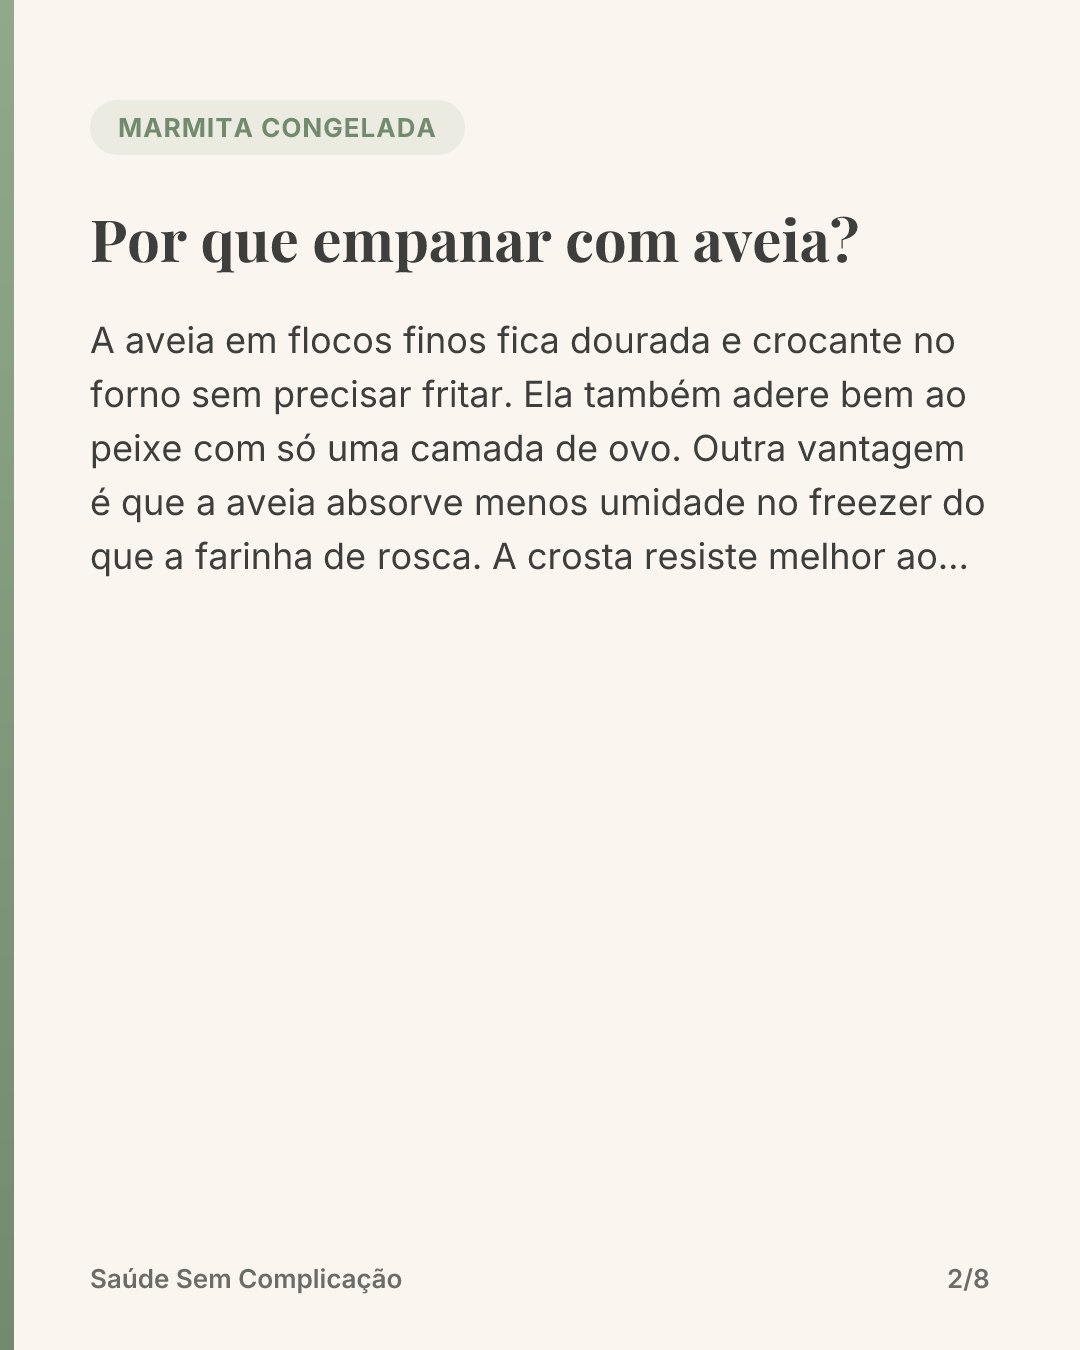 MARMITA CONGELADA
Por que empanar com aveia?
A aveia em flocos finos fica dourada e crocante no
forno sem precisar fritar. Ela também adere bem ao
peixe com só uma camada de ovo. Outra vantagem
é que a aveia absorve menos umidade no freezer do
que a farinha de rosca. A crosta resiste melhor ao...
Saúde Sem Complicação
2/8